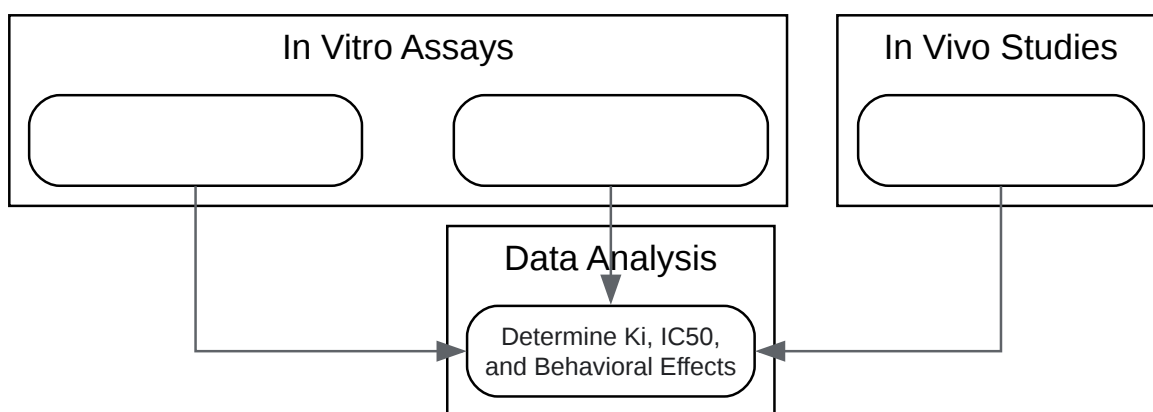 In Vitro Assays
In Vivo Studies
Data Analysis
Determine Ki, IC50,
and Behavioral Effects